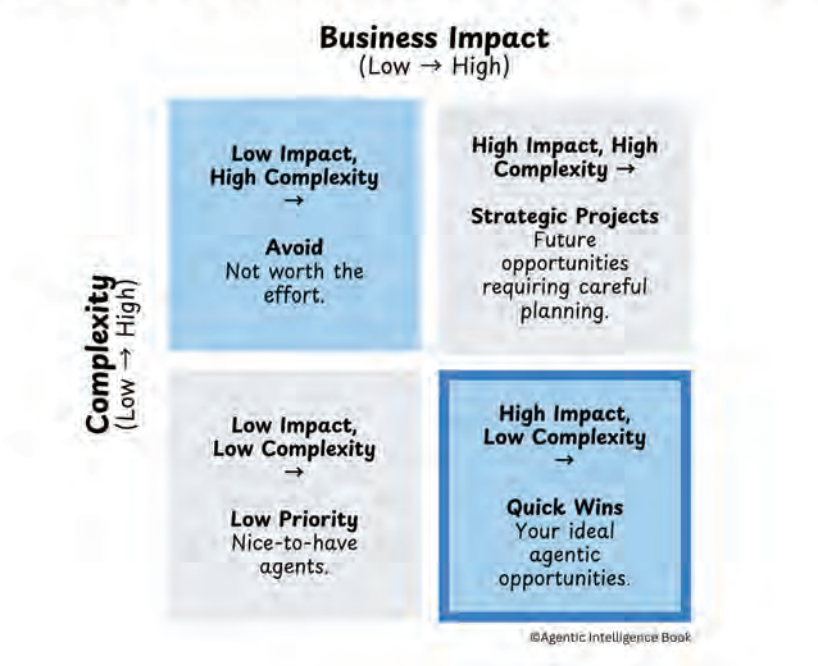 Business Impact
(Low → High)
Low Impact,
High Complexity
→
Avoid
Not worth the
effort.
High Impact, High
Complexity →
Strategic Projects
Future
opportunities
requiring careful
planning.
Complexity
(Low → High)
Low Impact,
Low Complexity
→
Low Priority
Nice-to-have
agents.
High Impact,
Low Complexity
→
Quick Wins
Your ideal
agentic
opportunities.
©Agentic Intelligence Book